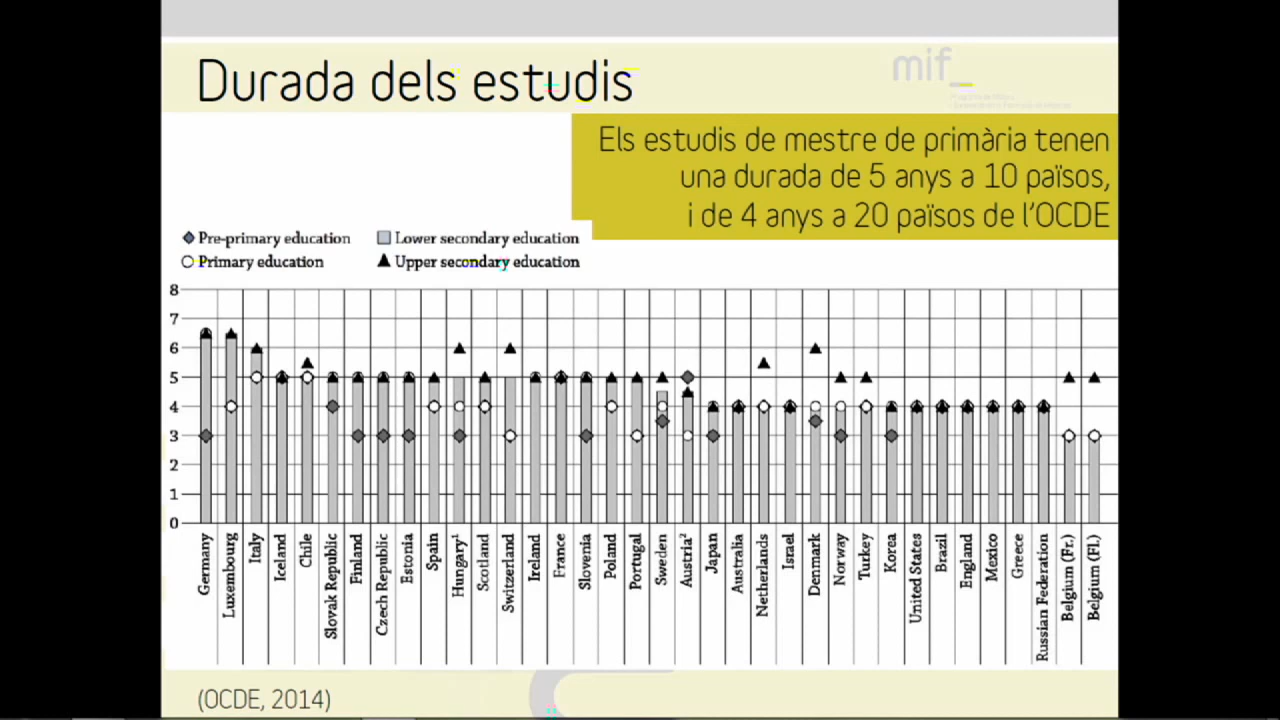 Durada dels estudis
mif_
Els estudis de mestre de primària tenen
una durada de 5 anys a 10 països,
i de 4 anys a 20 països de l'OCDE
Pre-primary education
Lower secondary education
Primary education
Upper secondary education
8
7
6
5
4
3
2
1
0
Germany
Luxembourg
Italy
Iceland
Chile
Slovak Republic
Finland
Czech Republic
Estonia
Spain
Hungary¹
Scotland
Switzerland
Ireland
France
Slovenia
Poland
Portugal
Sweden
Austria²
Japan
Australia
Netherlands
Israel
Denmark
Norway
Turkey
Korea
United States
Brazil
England
Mexico
Greece
Russian Federation
Belgium (Fr.)
Belgium (Fl.)
(OCDE, 2014)